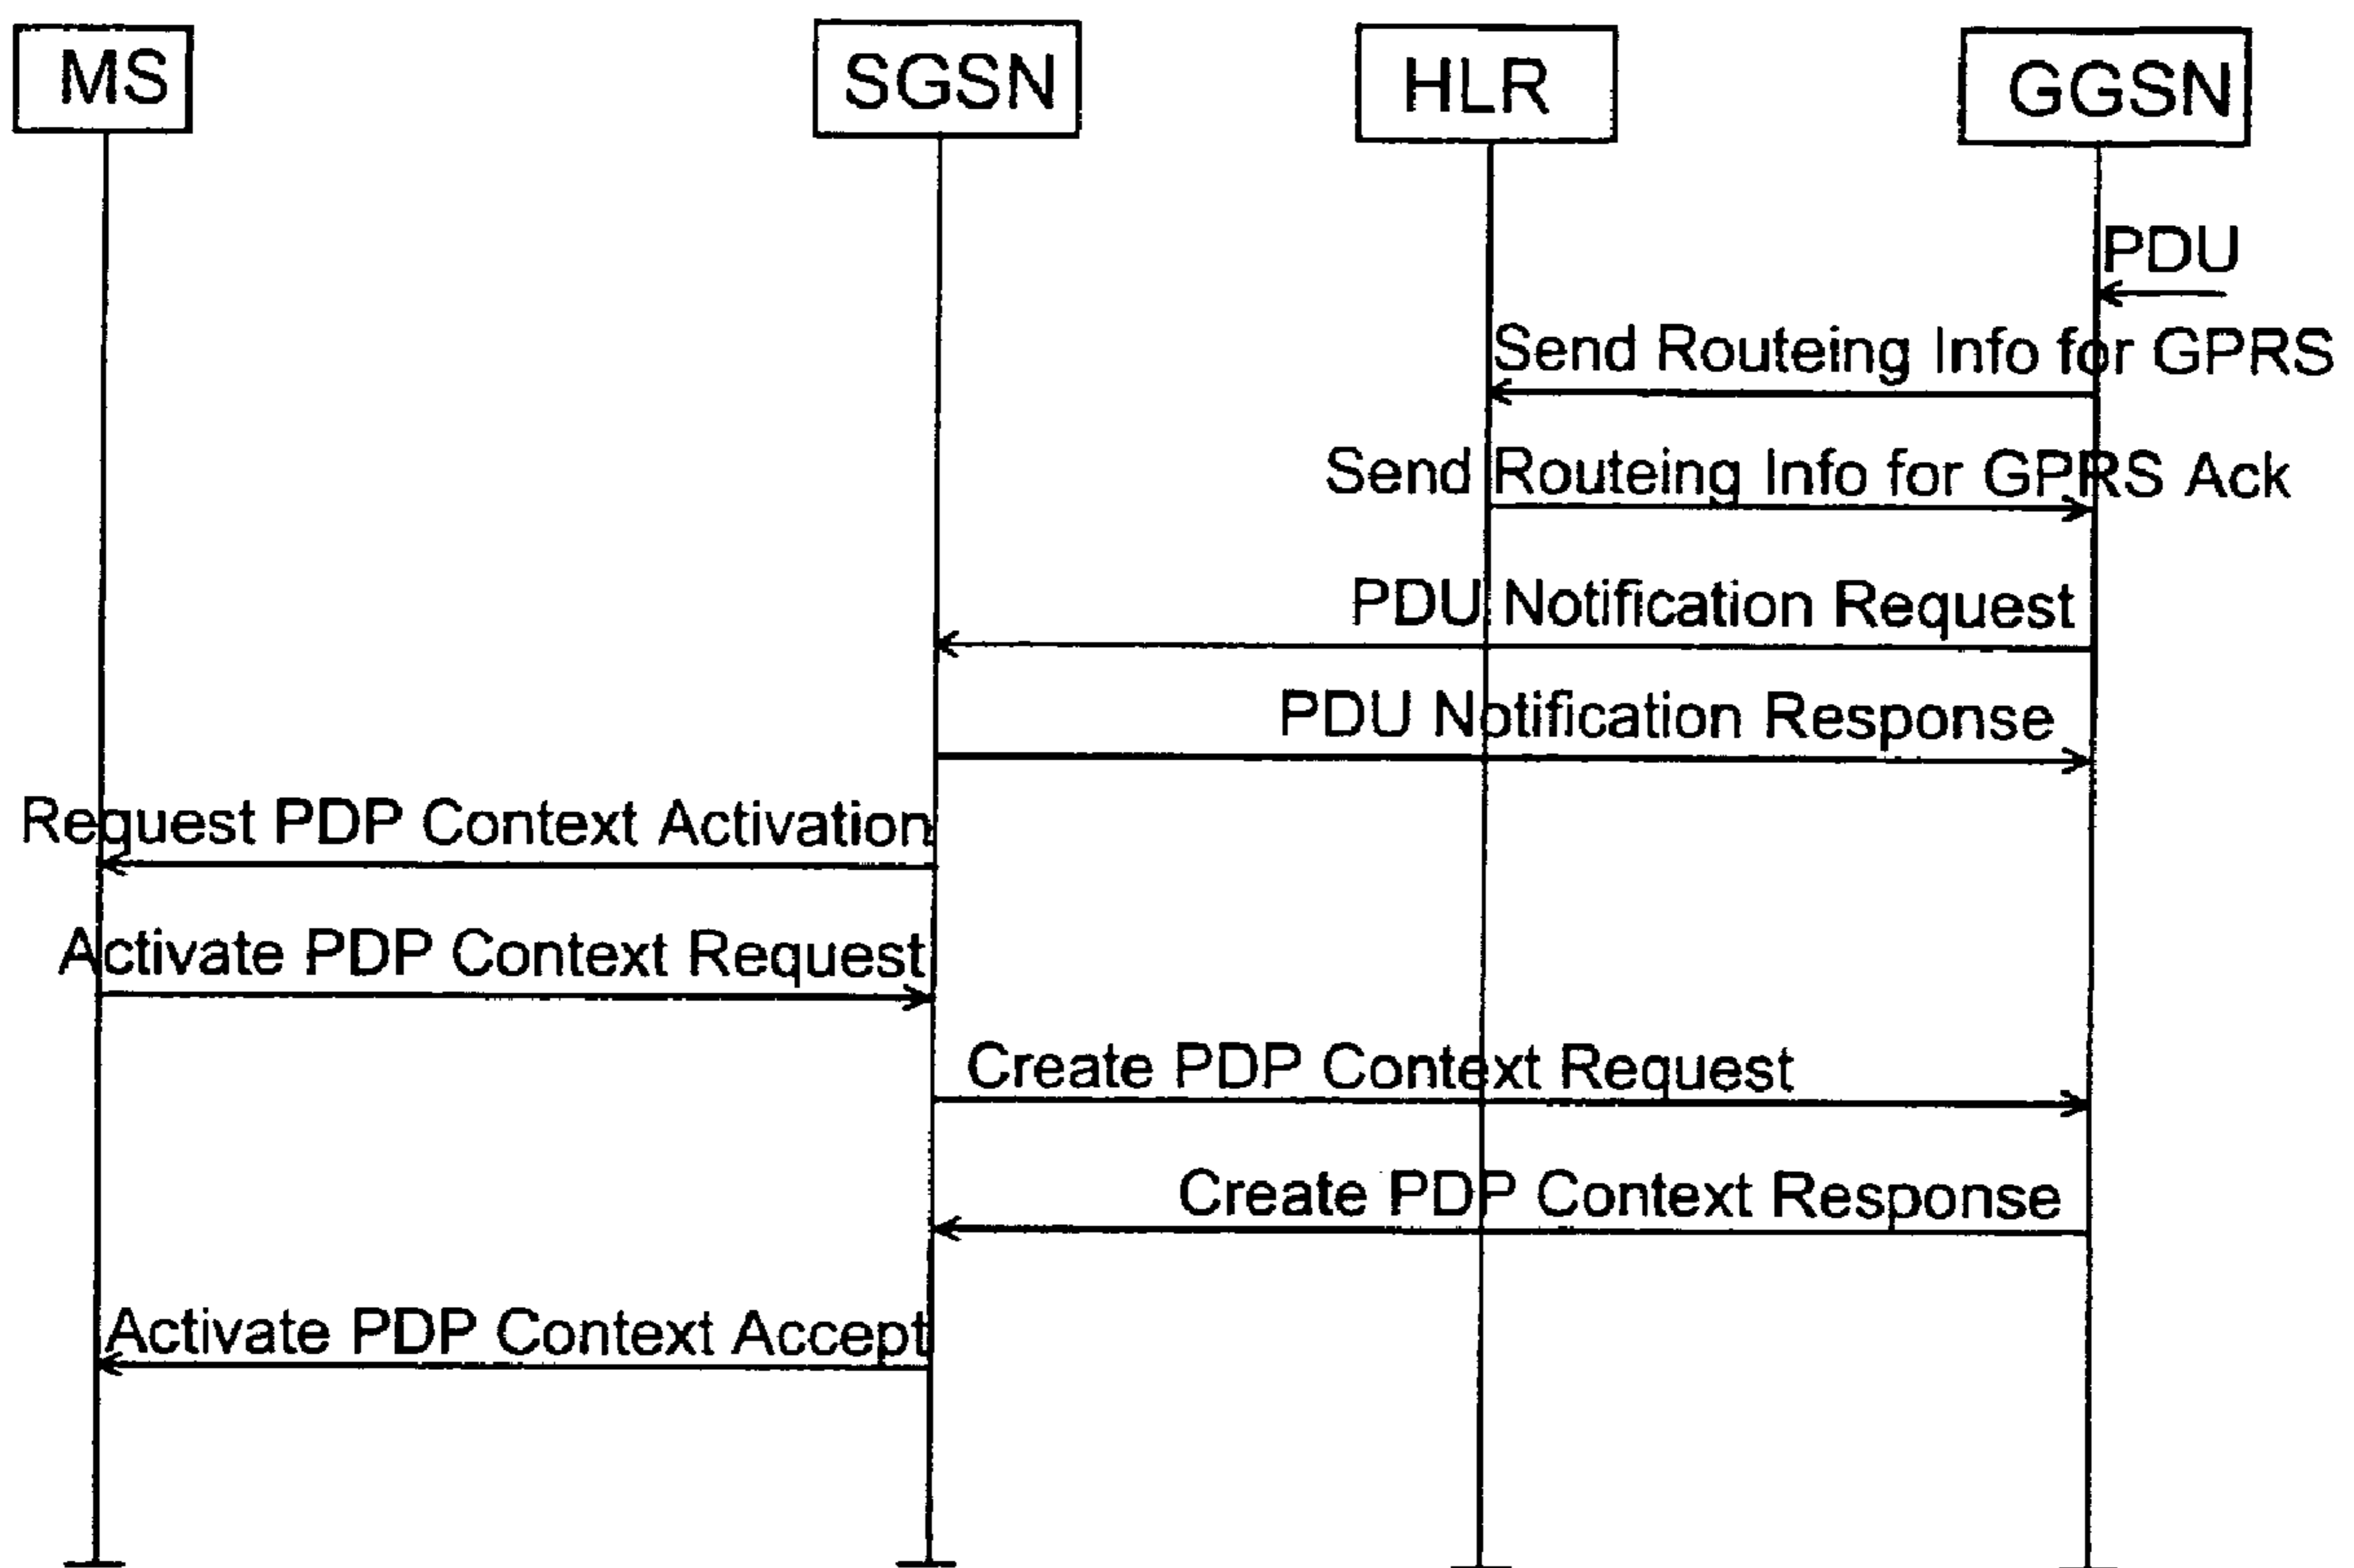 MS
SGSN
HLR
GGSN
PDU
Send Routeing Info for GPRS
Send Routeing Info for GPRS Ack
PDU Notification Request
PDU Notification Response
Request PDP Context Activation
Activate PDP Context Request
Create PDP Context Request
Create PDP Context Response
Activate PDP Context Accept